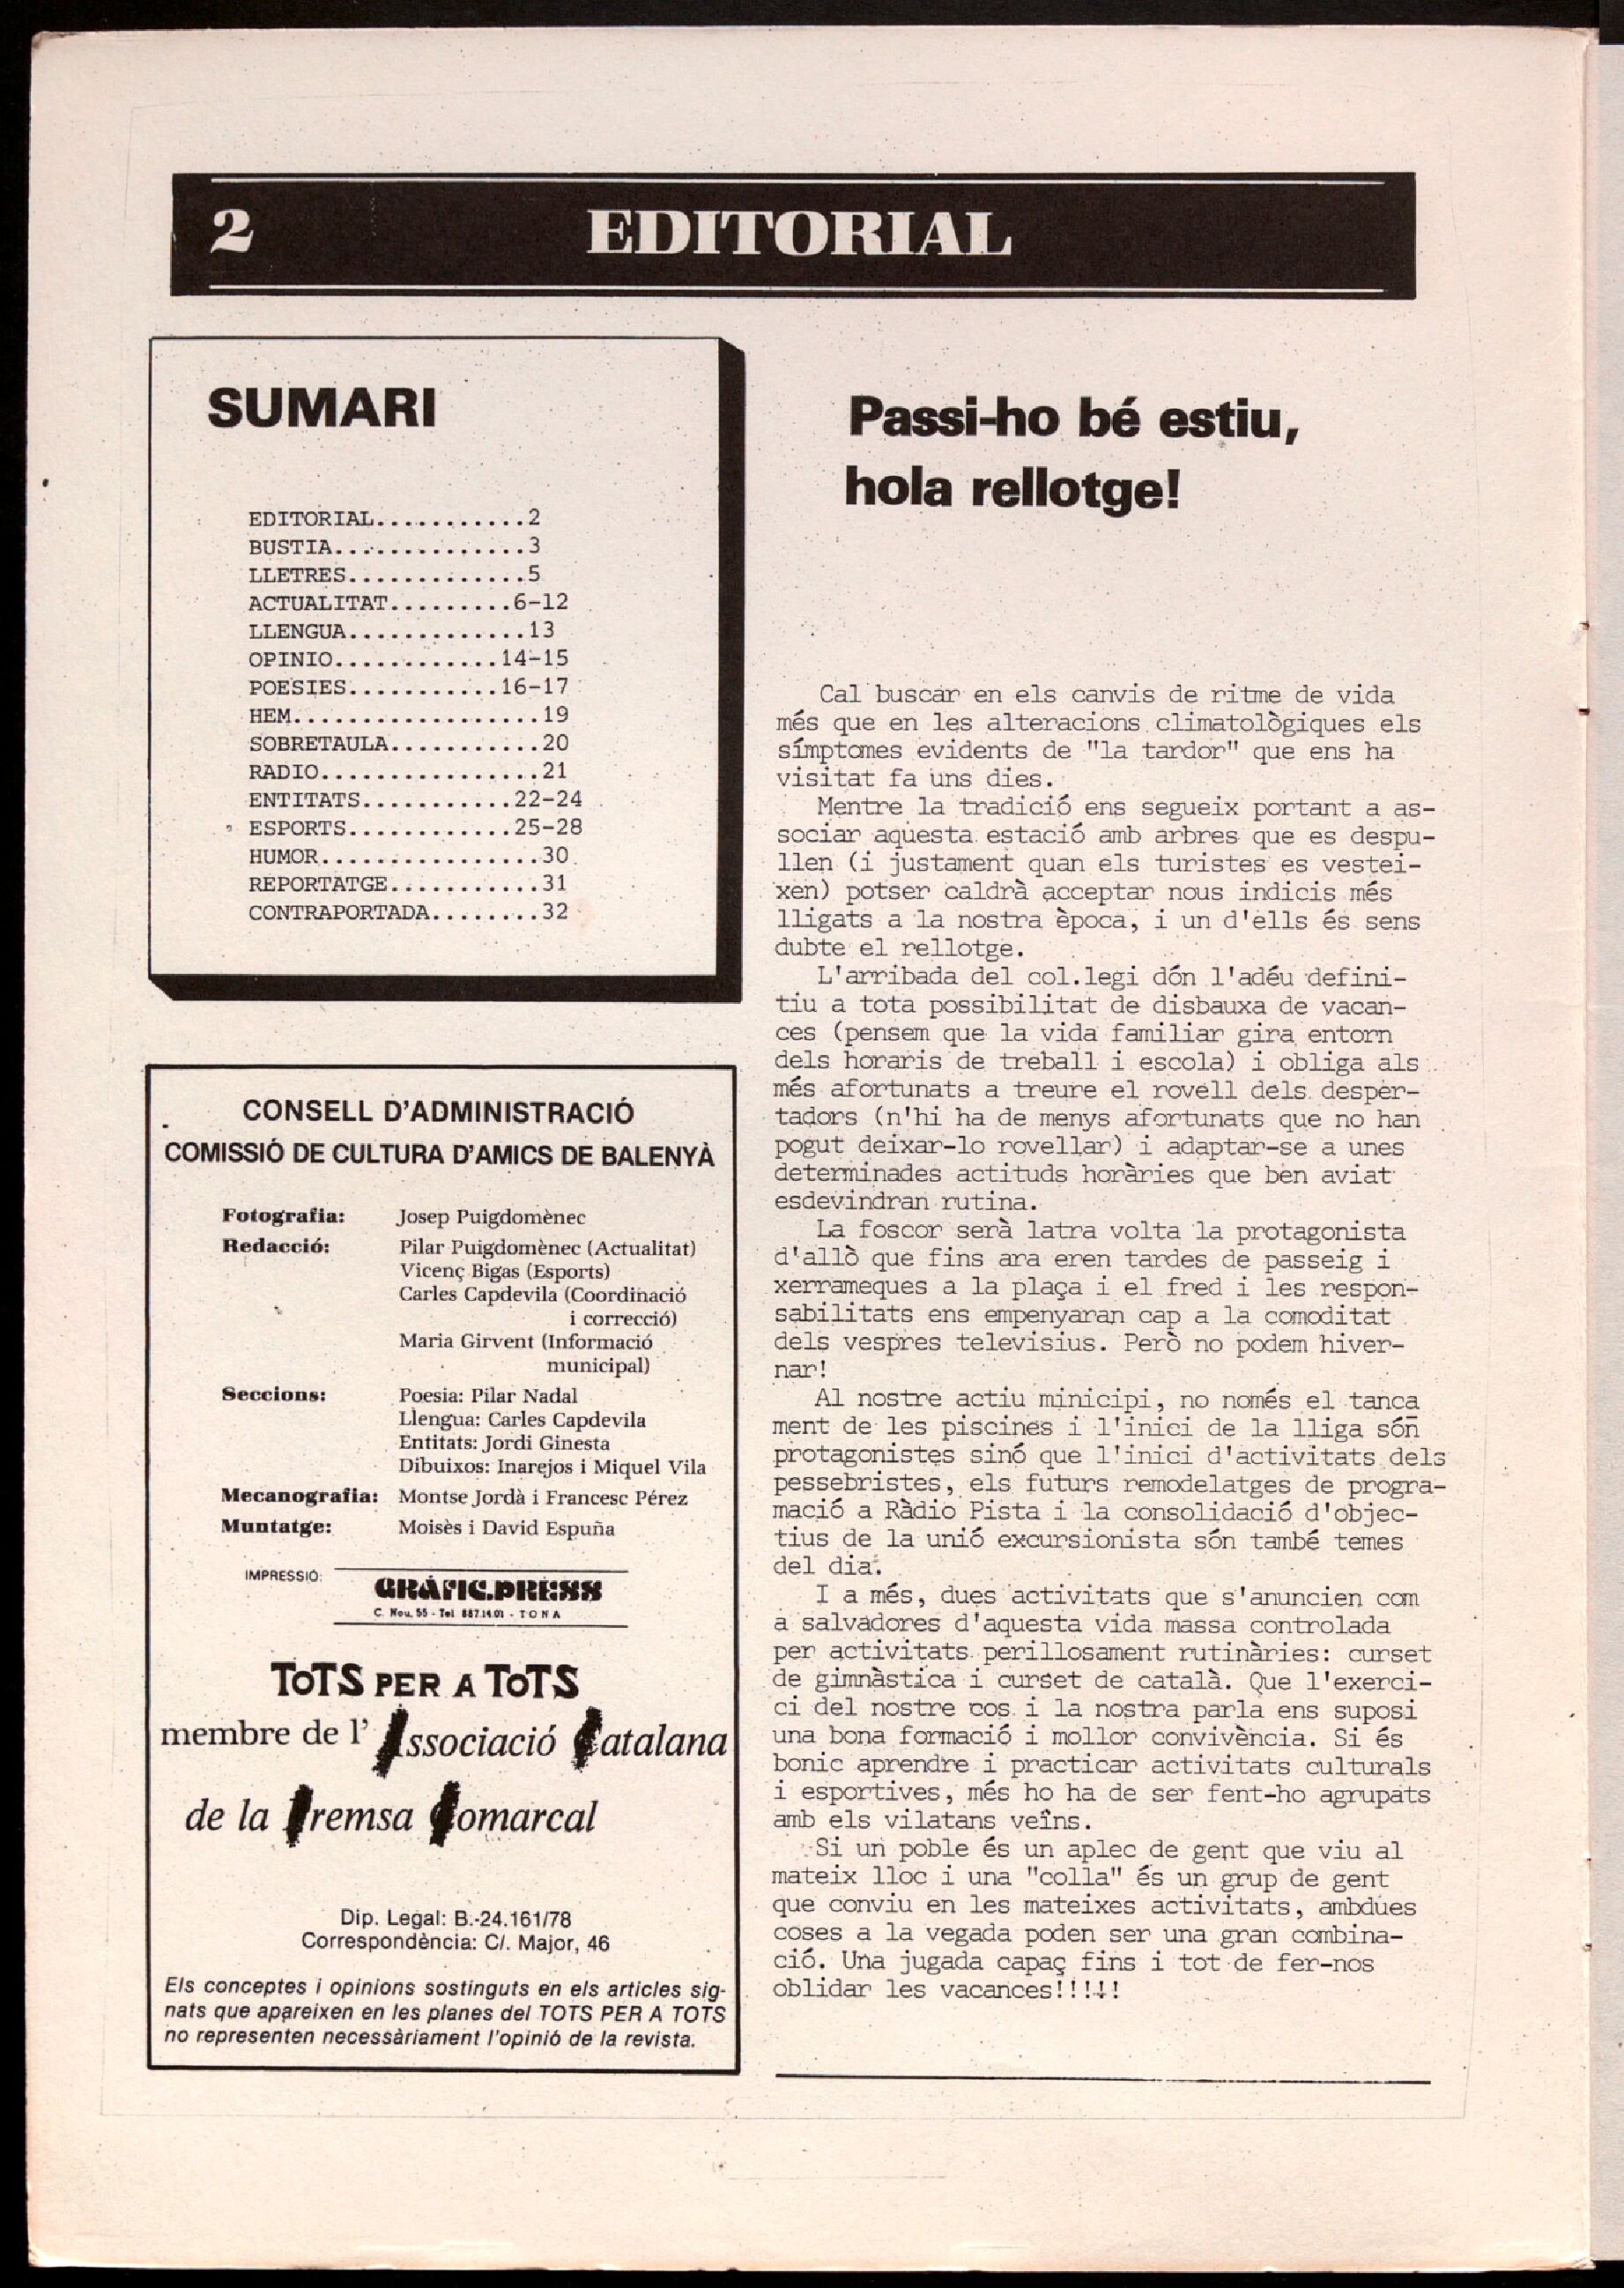 2
EDITORIAL
SUMARI
EDITORIAL...........2
BUSTIA..............3
LLETRES.............5
ACTUALITAT.........6-12
LLENGUA.............13
OPINIO............14-15
POESIES...........16-17
HEM..................19
SOBRETAULA...........20
RADIO................21
ENTITATS...........22-24
ESPORTS............25-28
HUMOR................30
REPORTATGE...........31
CONTRAPORTADA........32
CONSELL D'ADMINISTRACIÓ
COMISSIÓ DE CULTURA D'AMICS DE BALENYÀ
Fotografia: Josep Puigdomènec
Redacció: Pilar Puigdomènec (Actualitat)
Vicenç Bigas (Esports)
Carles Capdevila (Coordinació
i correcció)
Maria Girvent (Informació
municipal)
Seccions: Poesia: Pilar Nadal
Llengua: Carles Capdevila
Entitats: Jordi Ginesta
Dibuixos: Inarejos i Miquel Vila
Mecanografia: Montse Jordà i Francesc Pérez
Muntatge: Moisès i David Espuña
IMPRESSIÓ:
GRÁFIC.PRESS
C. Nou, 55 - Tel. 887.14.01 - TONA
TOTS PER A TOTS
membre de l' Associació Catalana
de la Premsa Comarcal
Dip. Legal: B.-24.161/78
Correspondència: C/. Major, 46
Els conceptes i opinions sostinguts en els articles sig-
nats que apareixen en les planes del TOTS PER A TOTS
no representen necessàriament l'opinió de la revista.
Passi-ho bé estiu,
hola rellotge!
Cal buscar en els canvis de ritme de vida
més que en les alteracions climatològiques els
símptomes evidents de "la tardor" que ens ha
visitat fa uns dies.
Mentre la tradició ens segueix portant a as-
sociar aquesta estació amb arbres que es despu-
llen (i justament quan els turistes es vestei-
xen) potser caldrà acceptar nous indicis més
lligats a la nostra època, i un d'ells és sens
dubte el rellotge.
L'arribada del col.legi dón l'adéu defini-
tiu a tota possibilitat de disbauxa de vacan-
ces (pensem que la vida familiar gira entorn
dels horaris de treball i escola) i obliga als
més afortunats a treure el rovell dels desper-
tadors (n'hi ha de menys afortunats que no han
pogut deixar-lo rovellar) i adaptar-se a unes
determinades actituds horàries que ben aviat
esdevindran rutina.
La foscor serà latra volta la protagonista
d'allò que fins ara eren tardes de passeig i
xerrameques a la plaça i el fred i les respon-
sabilitats ens empenyaran cap a la comoditat
dels vespres televisius. Però no podem hiver-
nar!
Al nostre actiu minicipi, no només el tanca
ment de les piscines i l'inici de la lliga són
protagonistes sinó que l'inici d'activitats dels
pessebristes, els futurs remodelatges de progra-
mació a Ràdio Pista i la consolidació d'objec-
tius de la unió excursionista són també temes
del dia.
I a més, dues activitats que s'anuncien com
a salvadores d'aquesta vida massa controlada
per activitats perillosament rutinàries: curset
de gimnàstica i curset de català. Que l'exerci-
ci del nostre cos i la nostra parla ens suposi
una bona formació i mollor convivència. Si és
bonic aprendre i practicar activitats culturals
i esportives, més ho ha de ser fent-ho agrupats
amb els vilatans veîns.
Si un poble és un aplec de gent que viu al
mateix lloc i una "colla" és un grup de gent
que conviu en les mateixes activitats, ambdues
coses a la vegada poden ser una gran combina-
ció. Una jugada capaç fins i tot de fer-nos
oblidar les vacances!!!!!